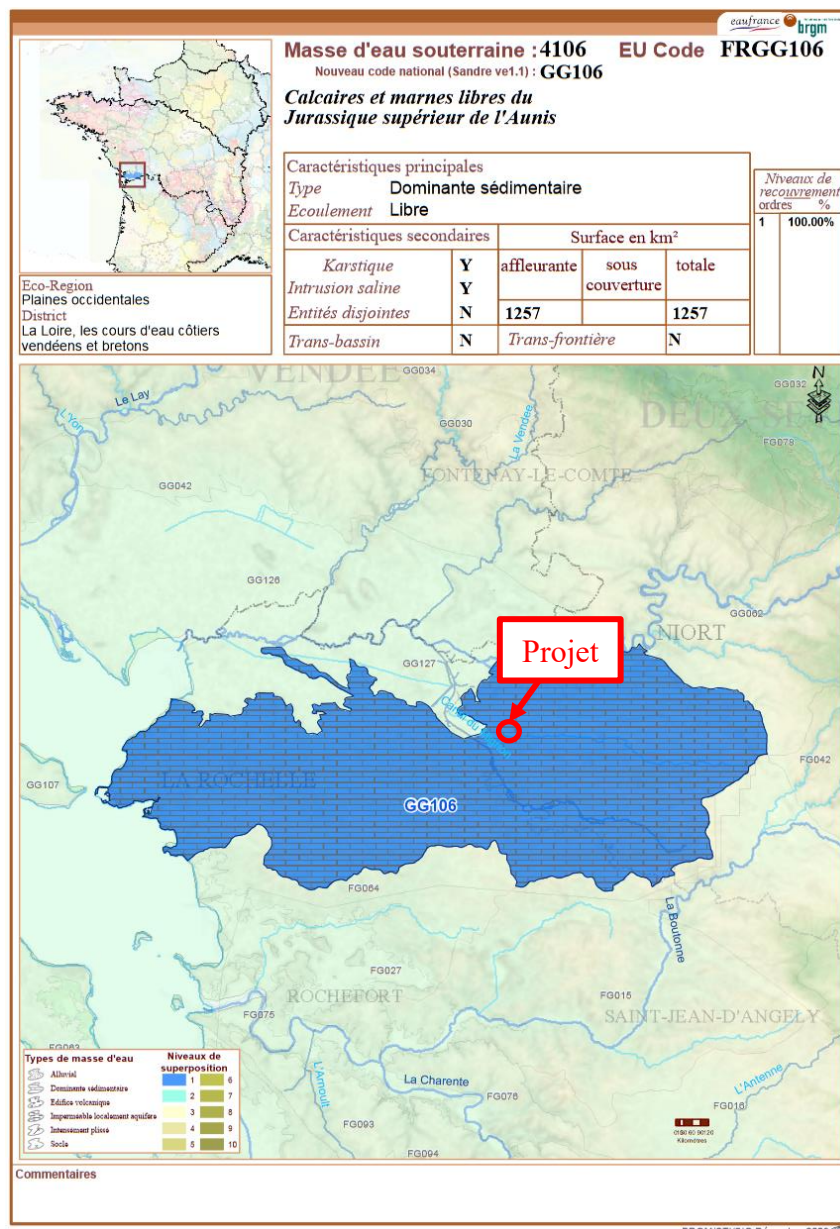 eaufrance
brgm
Masse d'eau souterraine : 4106 EU Code FRGG106
Nouveau code national (Sandre ve1.1) : GG106
Calcaires et marnes libres du
Jurassique supérieur de l'Aunis
Caractéristiques principales
Type Dominante sédimentaire
Ecoulement Libre
Caractéristiques secondaires Surface en km²
Karstique Y affleurante sous couverture totale
Intrusion saline Y
Entités disjointes N 1257 1257
Trans-bassin N Trans-frontière N
Niveaux de
recouvrement
ordres %
1 100.00%
Eco-Region
Plaines occidentales
District
La Loire, les cours d'eau côtiers
vendéens et bretons
VENDEE
GG034
N
GG032
Le Lay
L'Yon
GG030
La Vendee
DEUX-SE
FG078
FONTENAY-LE-COMTE
GG042
GG126
GG062
NIORT
Projet
GG127
Canal du
GG107
LA ROCHELLE
FG042
GG106
FG064
La Boutonne
FG027
ROCHEFORT
FG015
FG075
SAINT-JEAN-D'ANGELY
L'Arnoult
La Charente
FG076
L'Antenne
FG016
FG093
FG094
Types de masse d'eau
Alluvial
Dominante sédimentaire
Edifice volcanique
Imperméable localement aquifère
Intensément plissé
Socle
Niveaux de
superposition
1 6
2 7
3 8
4 9
5 10
Kilomètres
Commentaires